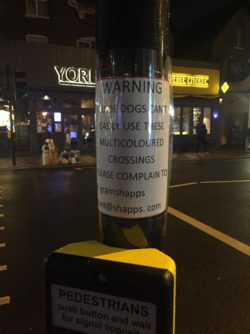 YORK
WARNING
DOGS CAN'T
EASILY USE THESE
MULTICOLOURED
CROSSINGS
PLEASE COMPLAIN TO
grantshapps
@shapps.com
PEDESTRIANS
push button and wait
for signal opposite